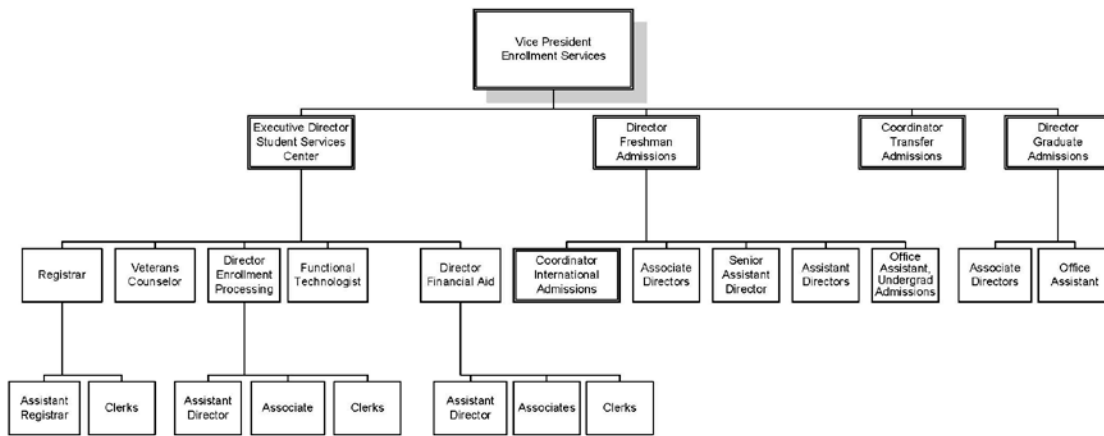 Vice President
Enrollment Services
Executive Director
Student Services
Center
Director
Freshman
Admissions
Coordinator
Transfer
Admissions
Director
Graduate
Admissions
Registrar
Veterans
Counselor
Director
Enrollment
Processing
Functional
Technologist
Director
Financial Aid
Coordinator
International
Admissions
Associate
Directors
Senior
Assistant
Director
Assistant
Directors
Office
Assistant,
Undergrad
Admissions
Associate
Directors
Office
Assistant
Assistant
Registrar
Clerks
Assistant
Director
Associate
Clerks
Assistant
Director
Associates
Clerks